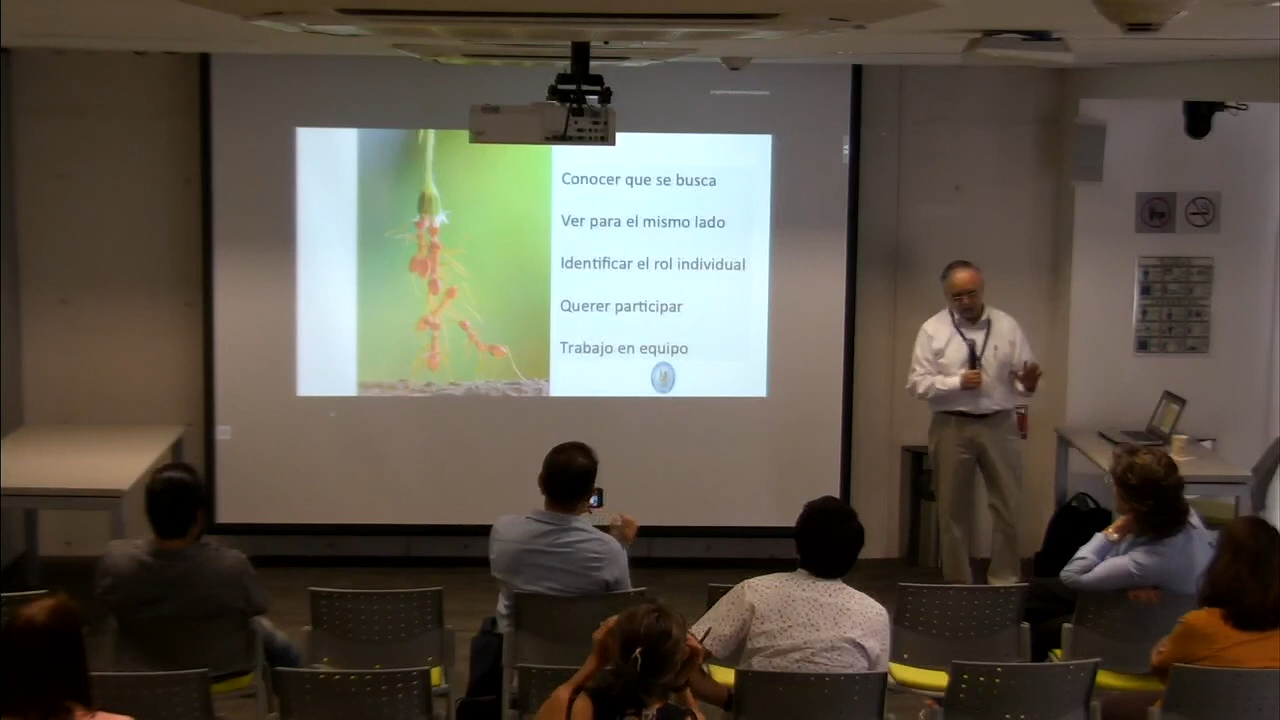 Conocer que se busca
Ver para el mismo lado
Identificar el rol individual
Querer participar
Trabajo en equipo